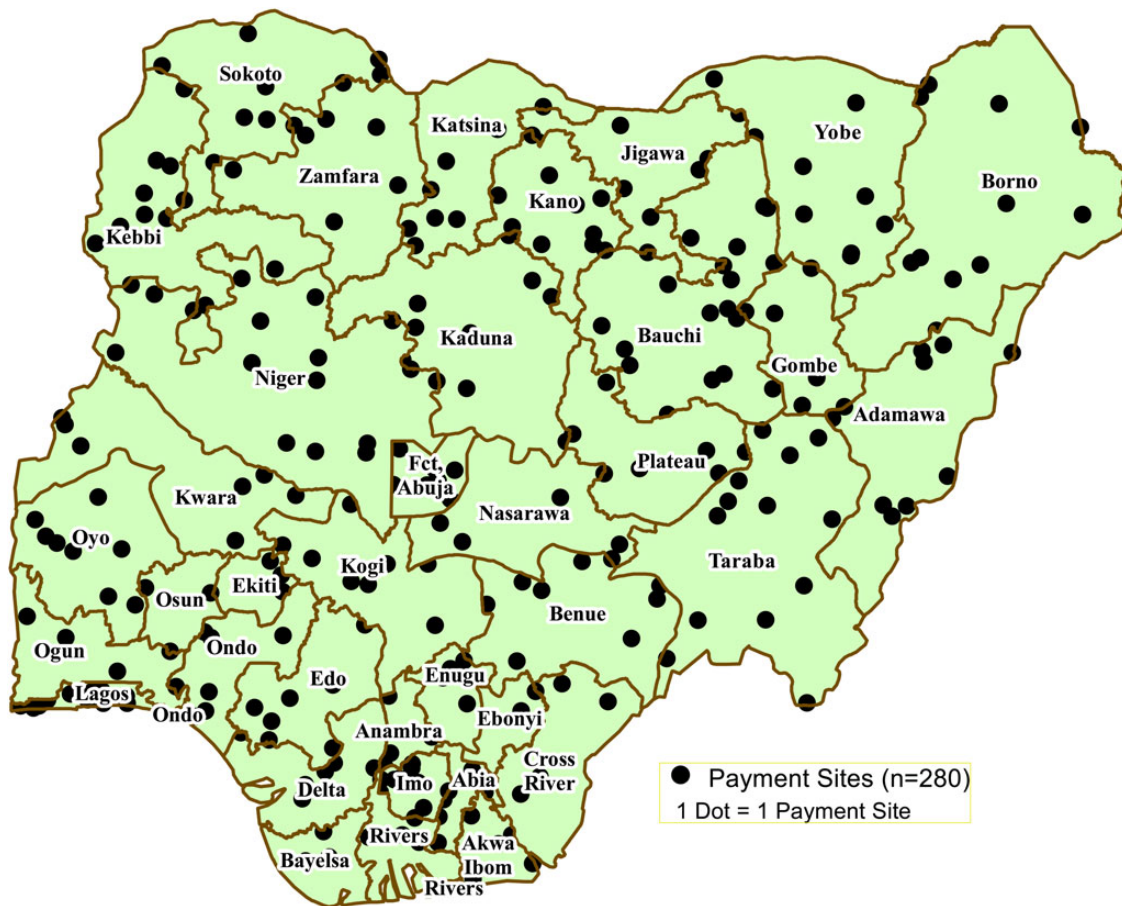 Sokoto
Katsina
Yobe
Jigawa
Zamfara
Borno
Kano
Kebbi
Kaduna
Bauchi
Gombe
Niger
Adamawa
Fct,
Abuja
Plateau
Kwara
Nasarawa
Oyo
Kogi
Taraba
Ekiti
Osun
Benue
Ogun
Ondo
Enugu
Edo
Lagos
Ondo
Ebonyi
Anambra
Cross
River
Imo
Abia
Delta
Rivers
Akwa
Ibom
Bayelsa
Rivers
Payment Sites (n=280)
1 Dot = 1 Payment Site